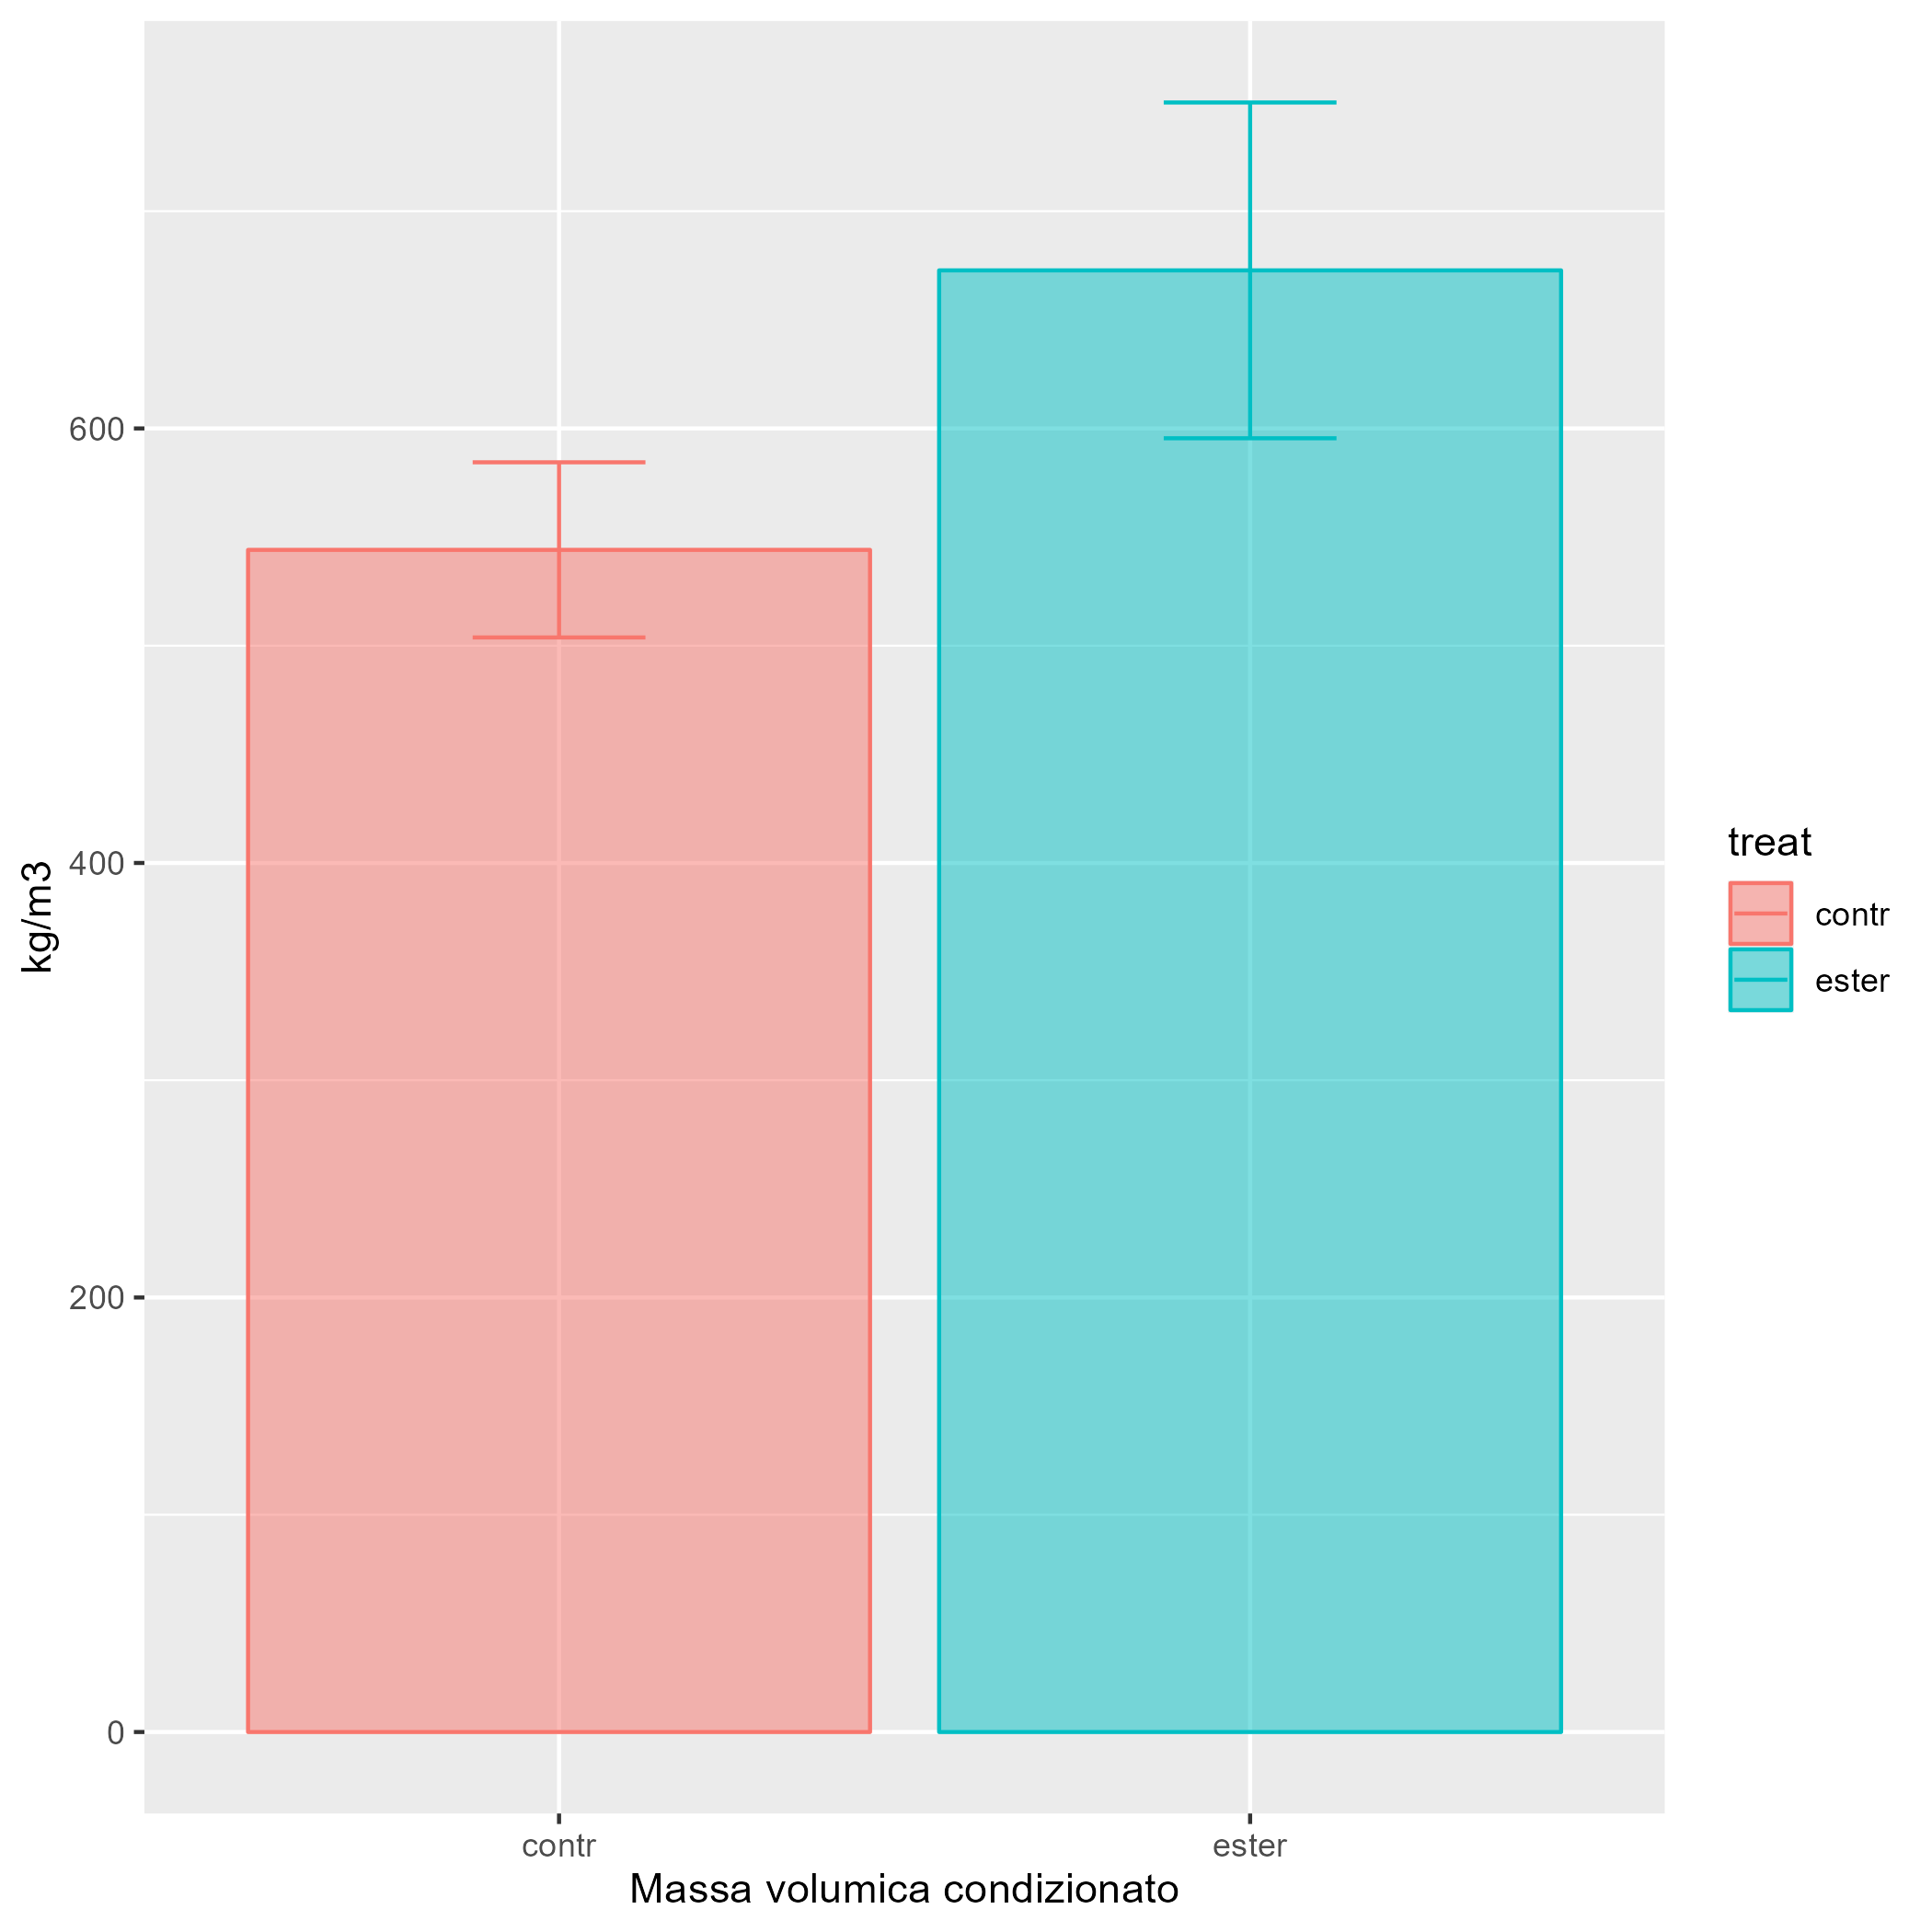 kg/m3
600
400
200
0
contr
ester
Massa volumica condizionato
treat
contr
ester